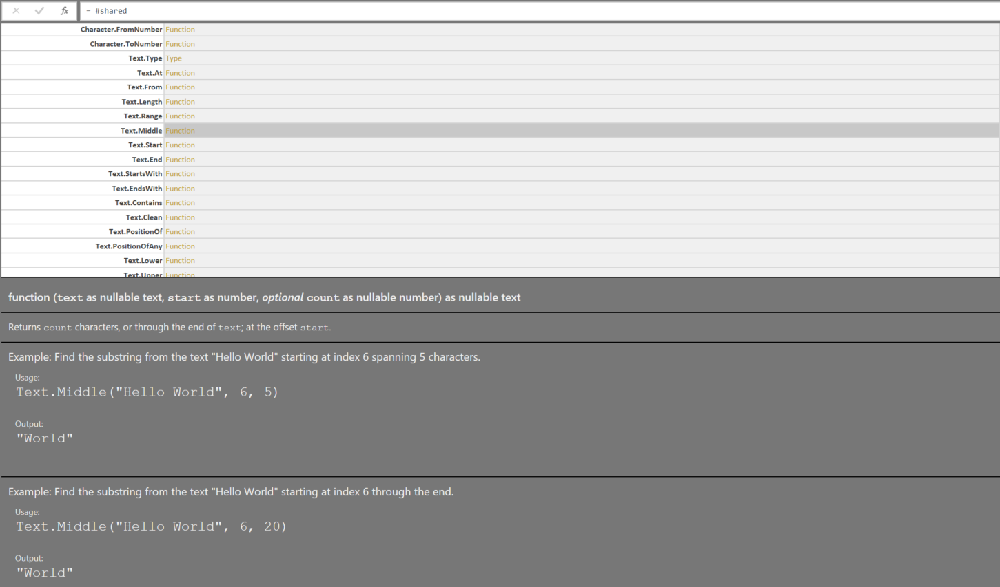 fx = #shared
Character.FromNumber Function
Character.ToNumber Function
Text.Type Type
Text.At Function
Text.From Function
Text.Length Function
Text.Range Function
Text.Middle Function
Text.Start Function
Text.End Function
Text.StartsWith Function
Text.EndsWith Function
Text.Contains Function
Text.Clean Function
Text.PositionOf Function
Text.PositionOfAny Function
Text.Lower Function
Text.Upper Function
function (text as nullable text, start as number, optional count as nullable number) as nullable text
Returns count characters, or through the end of text; at the offset start.
Example: Find the substring from the text "Hello World" starting at index 6 spanning 5 characters.
Usage:
Text.Middle("Hello World", 6, 5)
Output:
"World"
Example: Find the substring from the text "Hello World" starting at index 6 through the end.
Usage:
Text.Middle("Hello World", 6, 20)
Output:
"World"